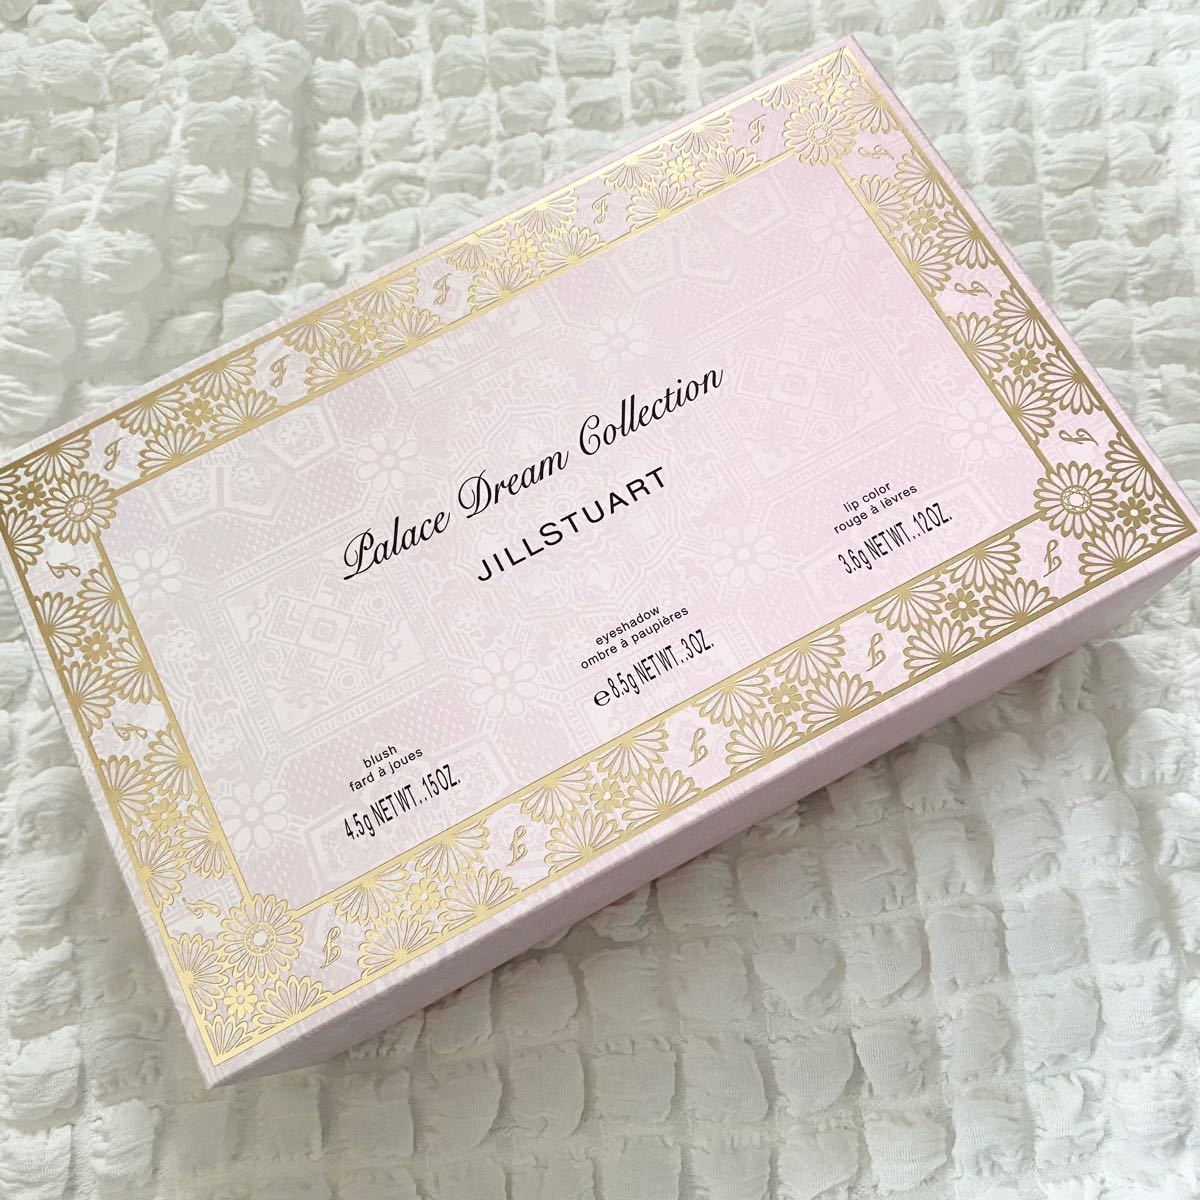 Palace Dream Collection
JILLSTUART
blush
fard à joues
4.5g NET WT. .15OZ.
eyeshadow
ombre à paupières
℮8.5g NET WT. .3OZ.
lip color
rouge à lèvres
3.6g NET WT. .12OZ.